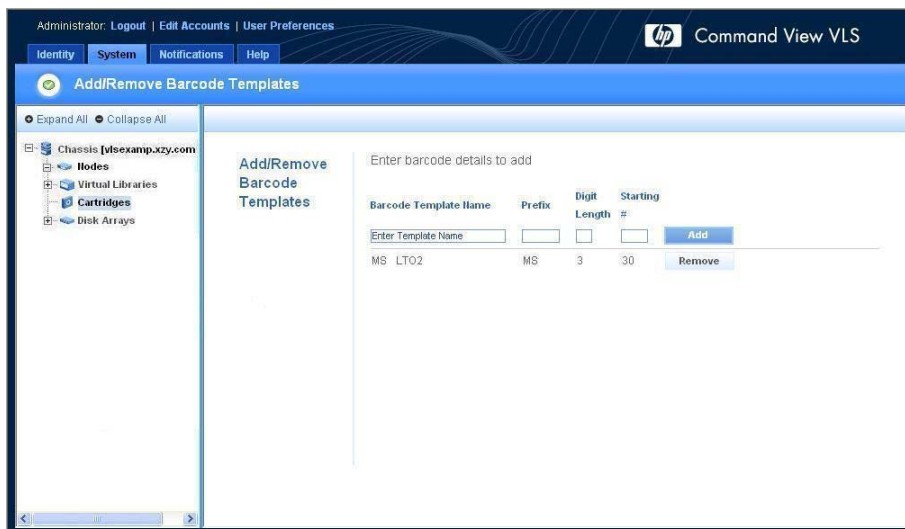 Administrator: Logout | Edit Accounts | User Preferences
hp Command View VLS
Identity System Notifications Help
Add/Remove Barcode Templates
Expand All Collapse All
Chassis [vlsexamp.xzy.com
Nodes
Virtual Libraries
Cartridges
Disk Arrays
Add/Remove
Barcode
Templates
Enter barcode details to add
Barcode Template Name Prefix Digit Length Starting #
Enter Template Name Add
MS LTO2 MS 3 30 Remove